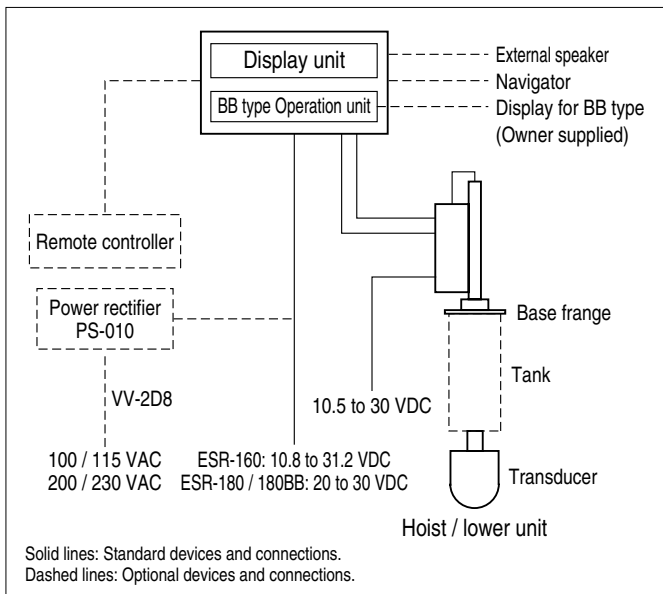 Display unit
BB type Operation unit
External speaker
Navigator
Display for BB type
(Owner supplied)
Remote controller
Power rectifier
PS-010
Base frange
Tank
VV-2D8
10.5 to 30 VDC
100 / 115 VAC
200 / 230 VAC
ESR-160: 10.8 to 31.2 VDC
ESR-180 / 180BB: 20 to 30 VDC
Transducer
Hoist / lower unit
Solid lines: Standard devices and connections.
Dashed lines: Optional devices and connections.